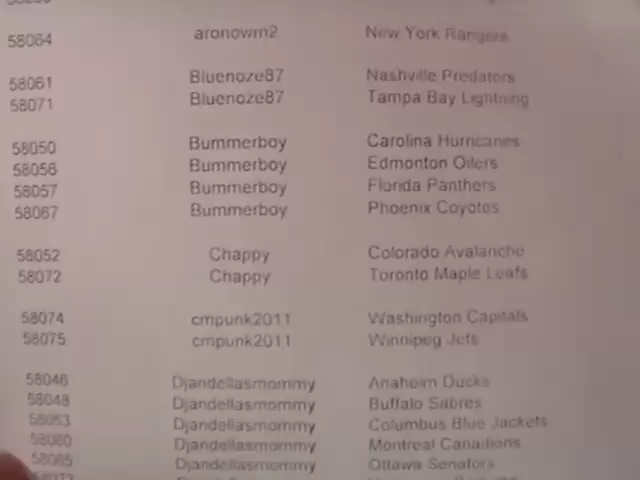 58064 aronowm2 New York Rangers
58061 Bluenoze87 Nashville Predators
58071 Bluenoze87 Tampa Bay Lightning
58050 Bummerboy Carolina Hurricanes
58056 Bummerboy Edmonton Oilers
58057 Bummerboy Florida Panthers
58067 Bummerboy Phoenix Coyotes
58052 Chappy Colorado Avalanche
58072 Chappy Toronto Maple Leafs
58074 cmpunk2011 Washington Capitals
58075 cmpunk2011 Winnipeg Jets
58046 Djandellasmommy Anaheim Ducks
58048 Djandellasmommy Buffalo Sabres
58053 Djandellasmommy Columbus Blue Jackets
58060 Djandellasmommy Montreal Canadiens
58065 Djandellasmommy Ottawa Senators